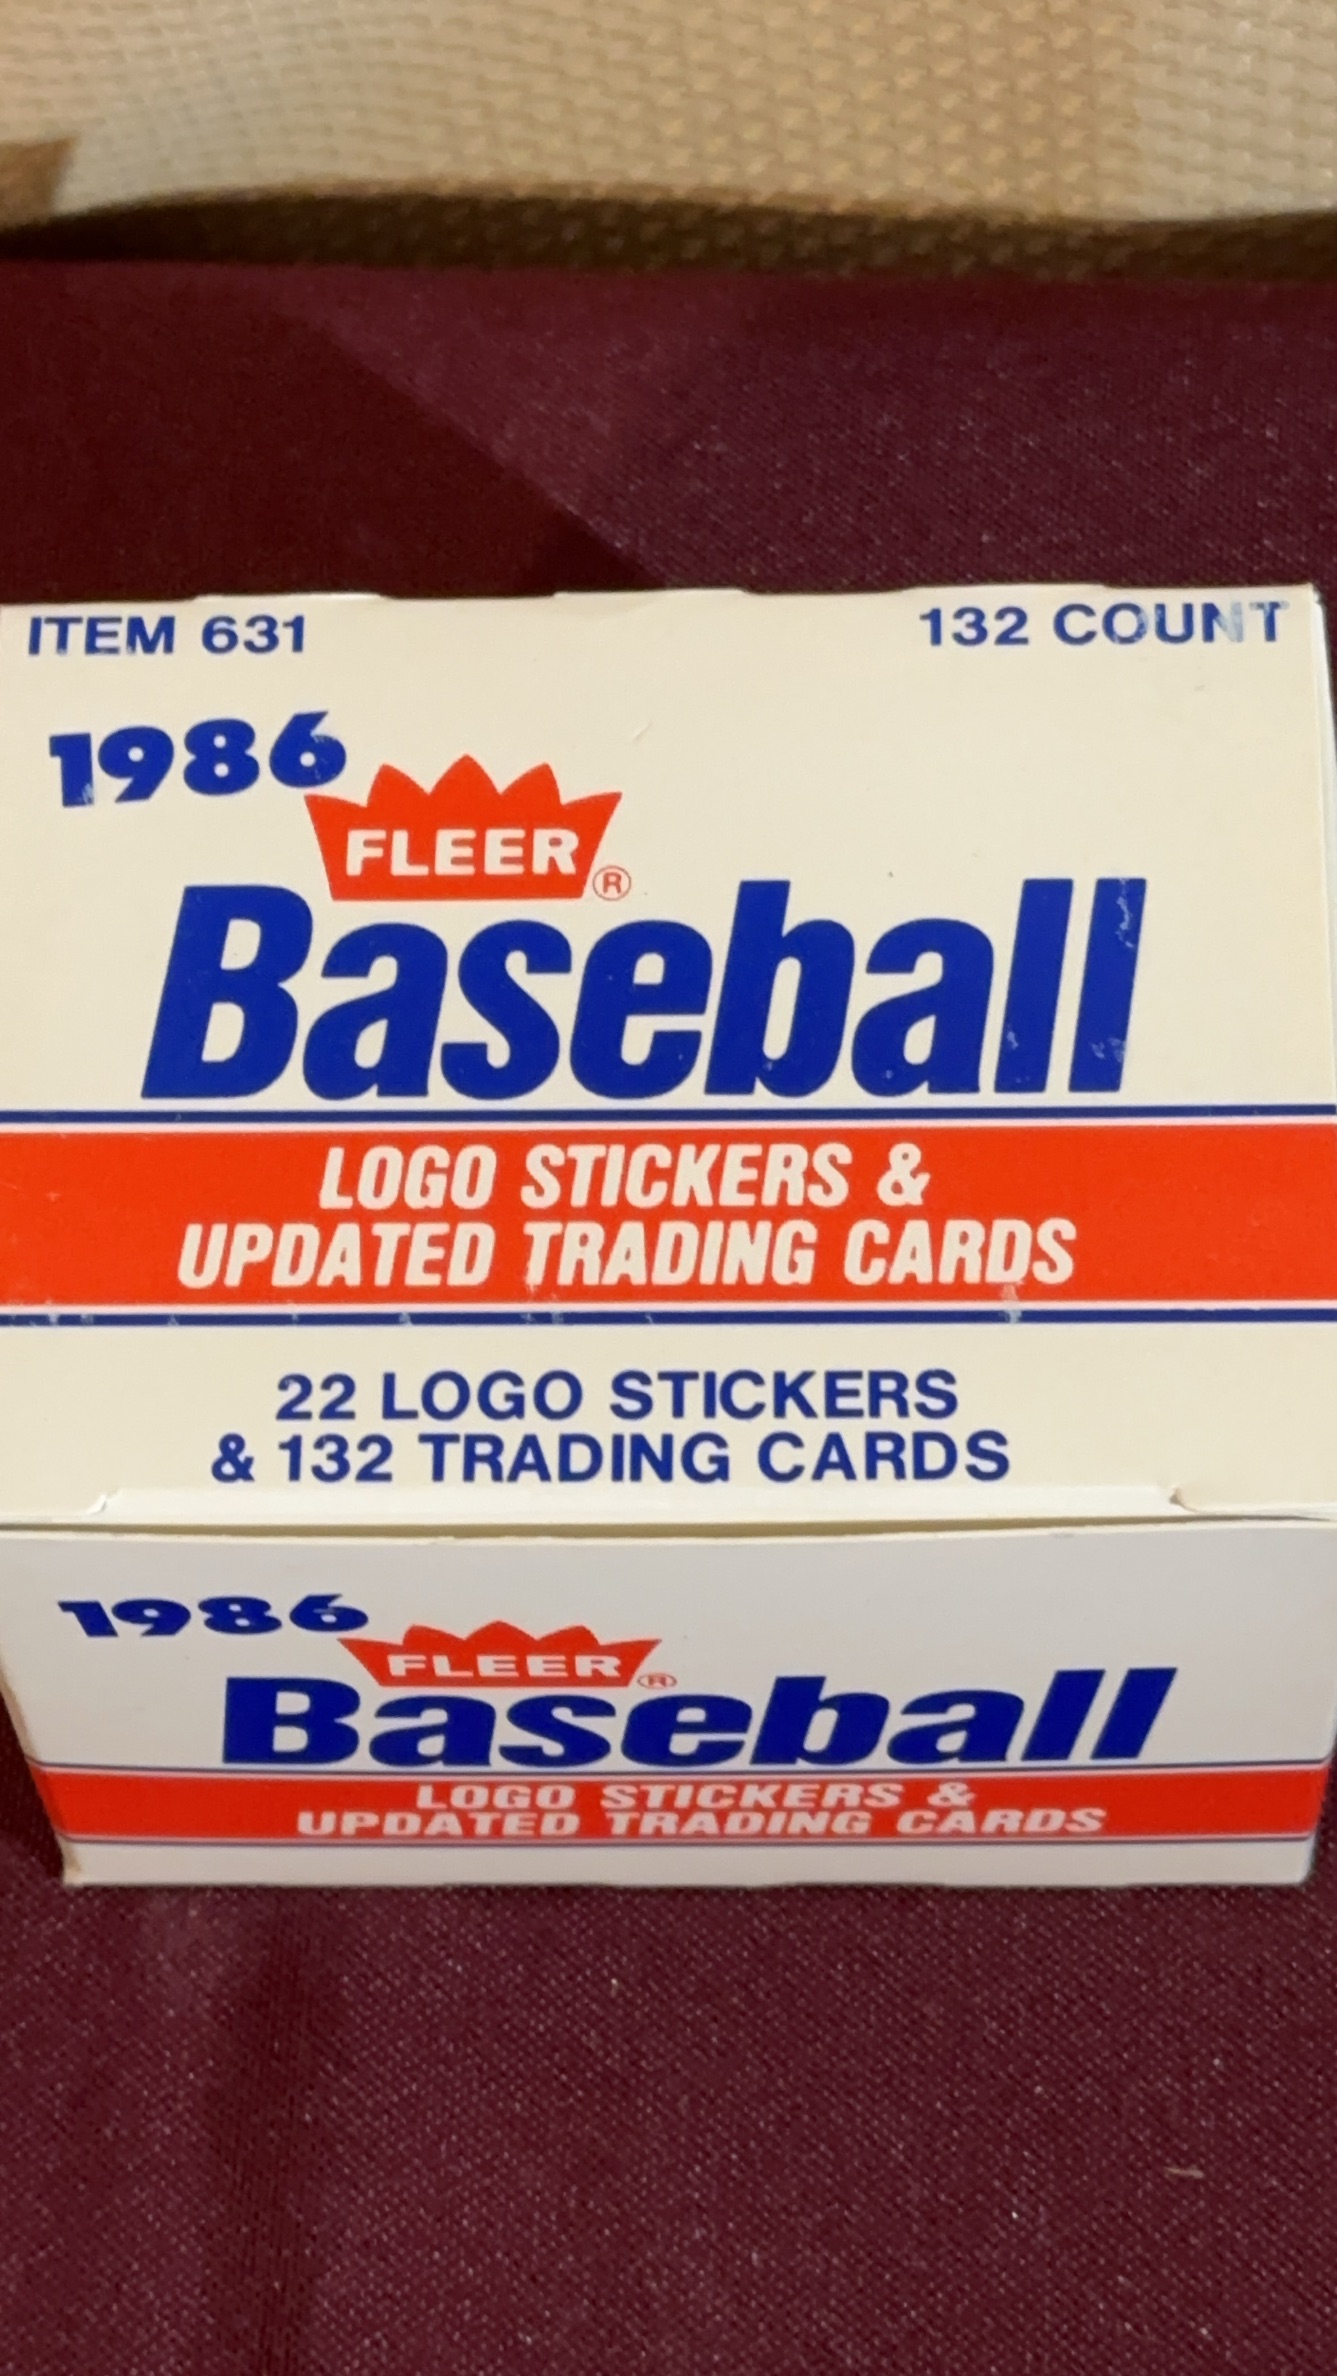 ITEM 631 132 COUNT
1986
FLEER®
Baseball
LOGO STICKERS &
UPDATED TRADING CARDS
22 LOGO STICKERS
& 132 TRADING CARDS
1986
FLEER®
Baseball
LOGO STICKERS &
UPDATED TRADING CARDS